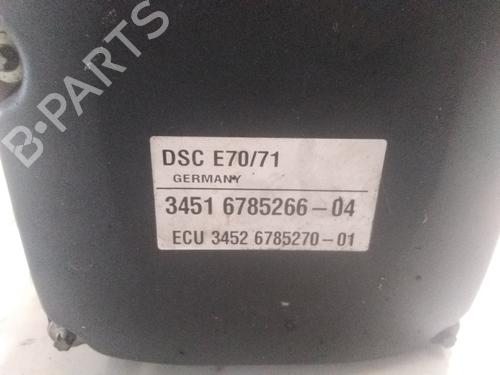 B-PARTS
DSC E70/71
GERMANY
3451 6785266-04
ECU 3452 6785270-01